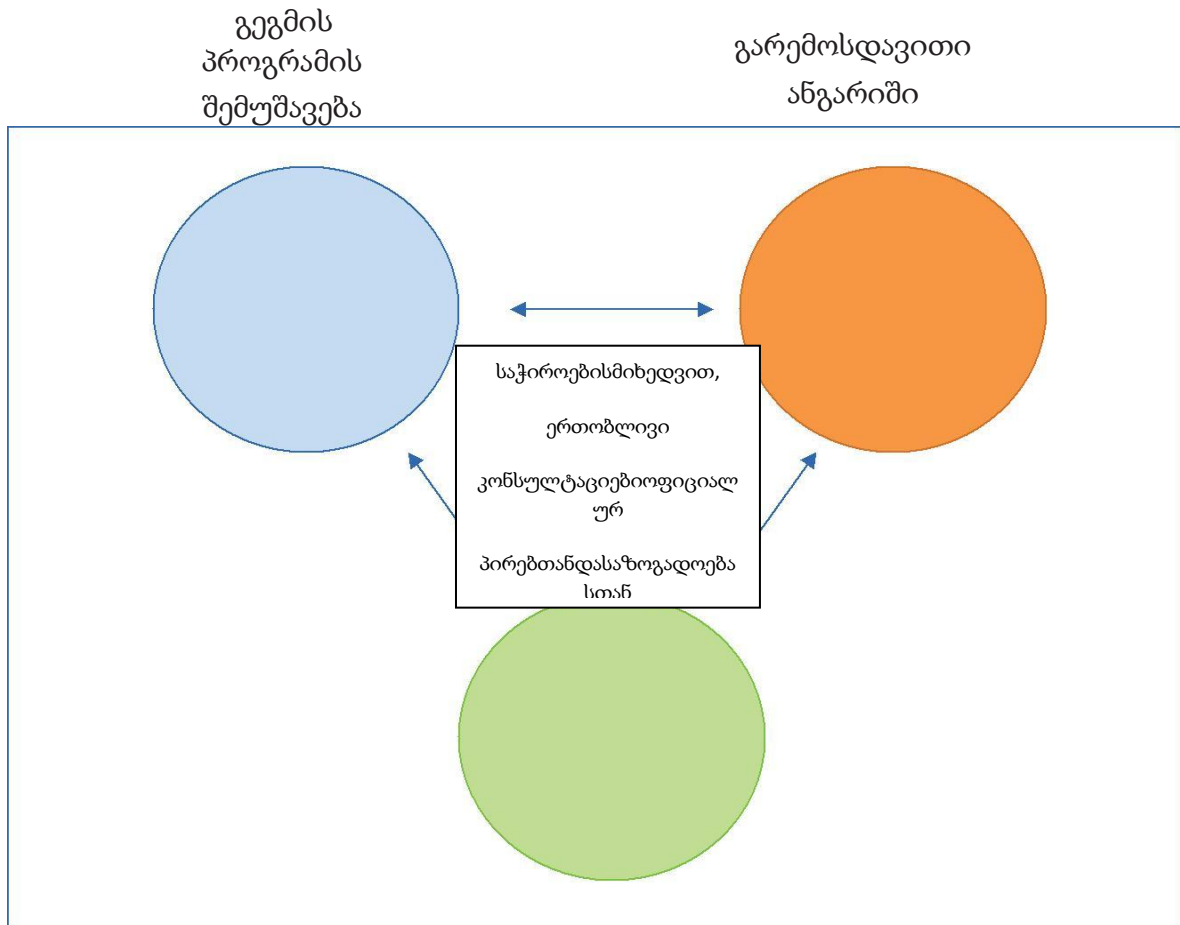 გეგმის
პროგრამის
შემუშავება
გარემოსდავითი
ანგარიში
საჭიროებისმიხედვით,
ერთობლივი
კონსულტაციებიოფიციალ
ურ
პირებთანდასაზოგადოება
სთან